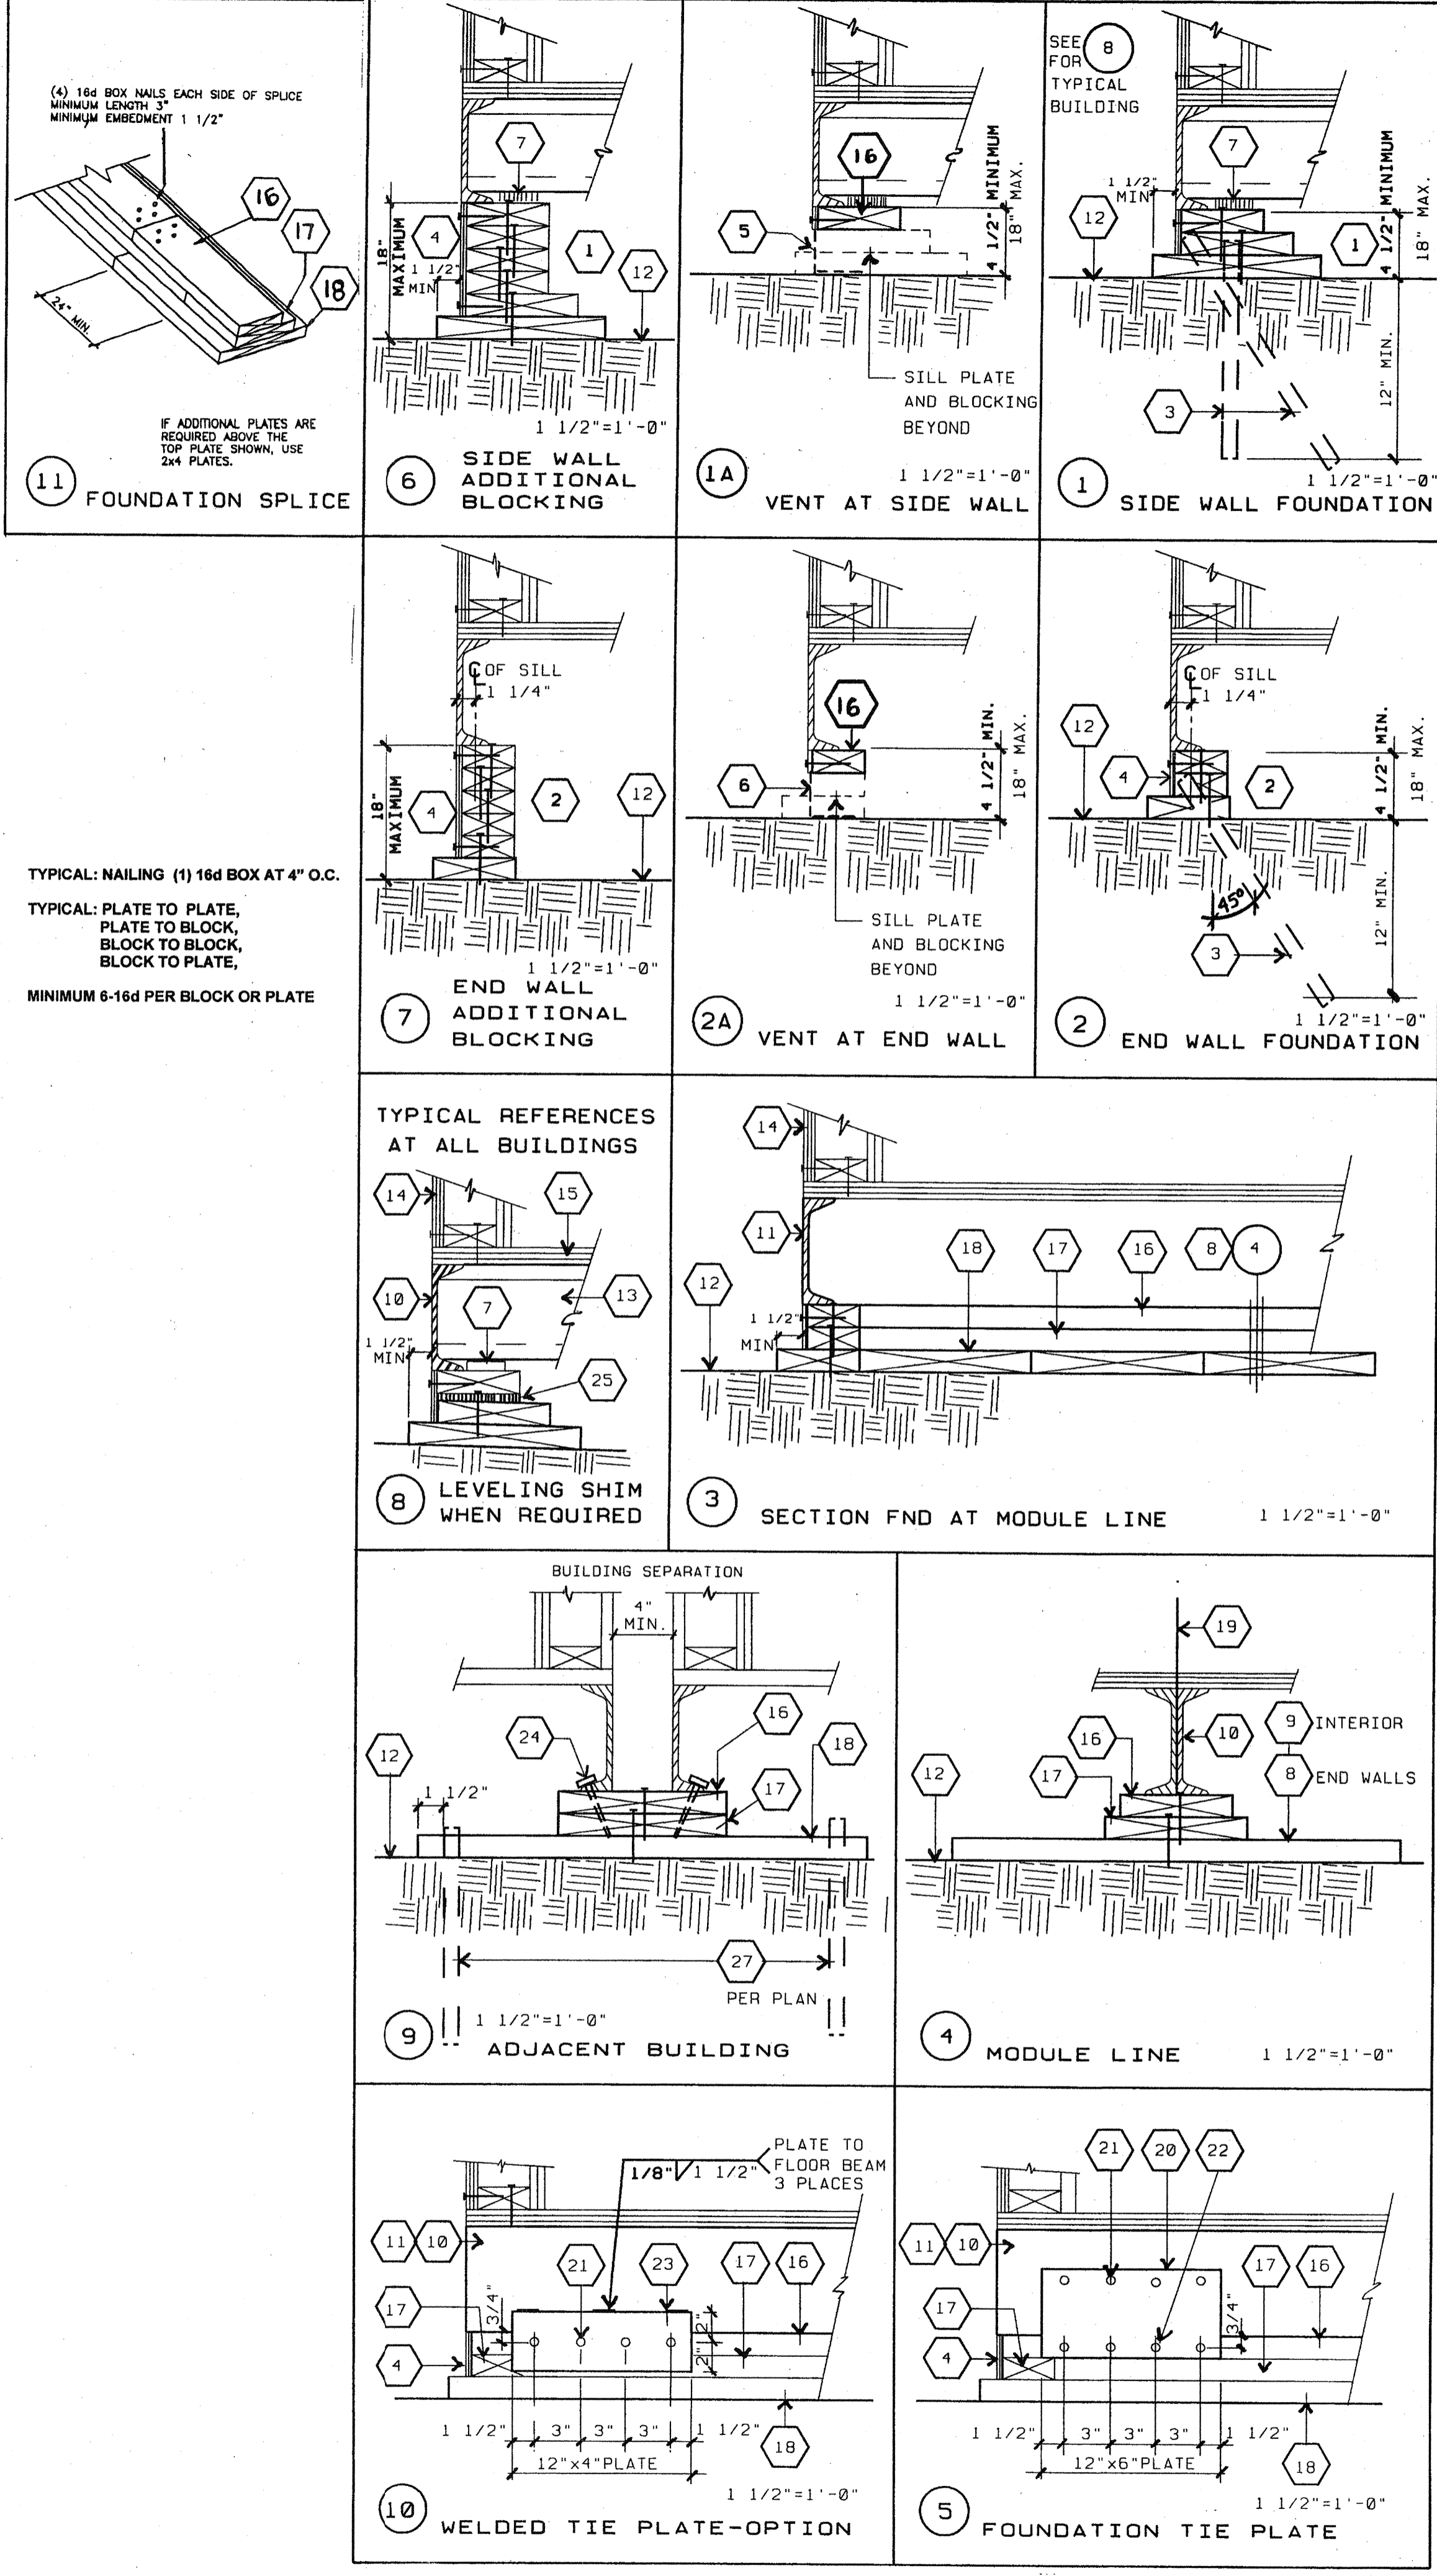 (4) 16d BOX NAILS EACH SIDE OF SPLICE
MINIMUM LENGTH 3"
MINIMUM EMBEDMENT 1 1/2"
16
17
18
24" MIN.
IF ADDITIONAL PLATES ARE
REQUIRED ABOVE THE
TOP PLATE SHOWN, USE
2x4 PLATES.
11 FOUNDATION SPLICE
7
18"
MAXIMUM
4
1
12
1 1/2"
MIN
1 1/2"=1'-0"
6
SIDE WALL
ADDITIONAL
BLOCKING
16
5
4 1/2" MINIMUM
18" MAX.
SILL PLATE
AND BLOCKING
BEYOND
1 1/2"=1'-0"
1A VENT AT SIDE WALL
SEE 8
FOR
TYPICAL
BUILDING
7
1 1/2"
MIN
12
1
4 1/2" MINIMUM
18" MAX.
12" MIN.
3
1 1/2"=1'-0"
1 SIDE WALL FOUNDATION
TYPICAL: NAILING (1) 16d BOX AT 4" O.C.
TYPICAL: PLATE TO PLATE,
PLATE TO BLOCK,
BLOCK TO BLOCK,
BLOCK TO PLATE,
MINIMUM 6-16d PER BLOCK OR PLATE
℄ OF SILL
1 1/4"
18"
MAXIMUM
4
2
12
1 1/2"=1'-0"
7
END WALL
ADDITIONAL
BLOCKING
16
6
4 1/2" MIN.
18" MAX.
SILL PLATE
AND BLOCKING
BEYOND
1 1/2"=1'-0"
2A VENT AT END WALL
℄ OF SILL
1 1/4"
12
4
2
4 1/2" MIN.
18" MAX.
45°
12" MIN.
3
1 1/2"=1'-0"
2 END WALL FOUNDATION
TYPICAL REFERENCES
AT ALL BUILDINGS
14
15
10
7
13
1 1/2"
MIN
25
8
LEVELING SHIM
WHEN REQUIRED
14
11
18
17
16
8
4
12
1 1/2"
MIN
3 SECTION FND AT MODULE LINE
1 1/2"=1'-0"
BUILDING SEPARATION
4"
MIN.
24
16
12
18
1 1/2"
17
27
PER PLAN
1 1/2"=1'-0"
9 ADJACENT BUILDING
19
16
10
9 INTERIOR
12
17
8 END WALLS
4 MODULE LINE
1 1/2"=1'-0"
PLATE TO
FLOOR BEAM
3 PLACES
1/8" 1 1/2"
11 10
21
23
17
16
17
3/4"
2"
2"
4
1 1/2" 3" 3" 3" 1 1/2"
12"x4"PLATE
18
1 1/2"=1'-0"
10 WELDED TIE PLATE-OPTION
21
20
22
11 10
17
16
17
3/4"
4
1 1/2" 3" 3" 3" 1 1/2"
12"x6"PLATE
18
1 1/2"=1'-0"
5 FOUNDATION TIE PLATE